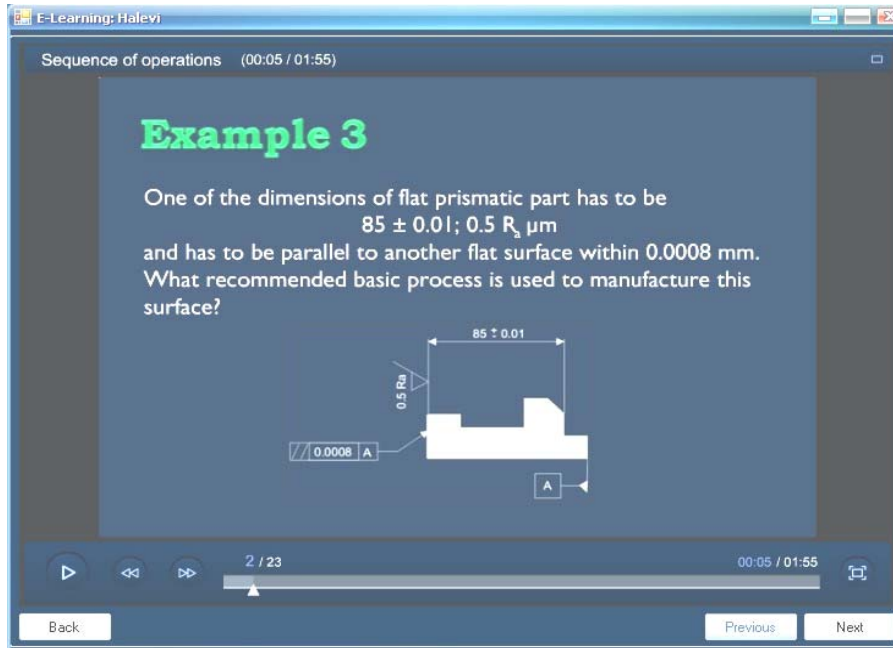 E-Learning: Halevi
Sequence of operations (00:05 / 01:55)
Example 3
One of the dimensions of flat prismatic part has to be
85 ± 0.01; 0.5 Rₐ μm
and has to be parallel to another flat surface within 0.0008 mm.
What recommended basic process is used to manufacture this
surface?
85 ± 0.01
0.5 Ra
// 0.0008 A
A
2 / 23
00:05 / 01:55
Back
Previous
Next